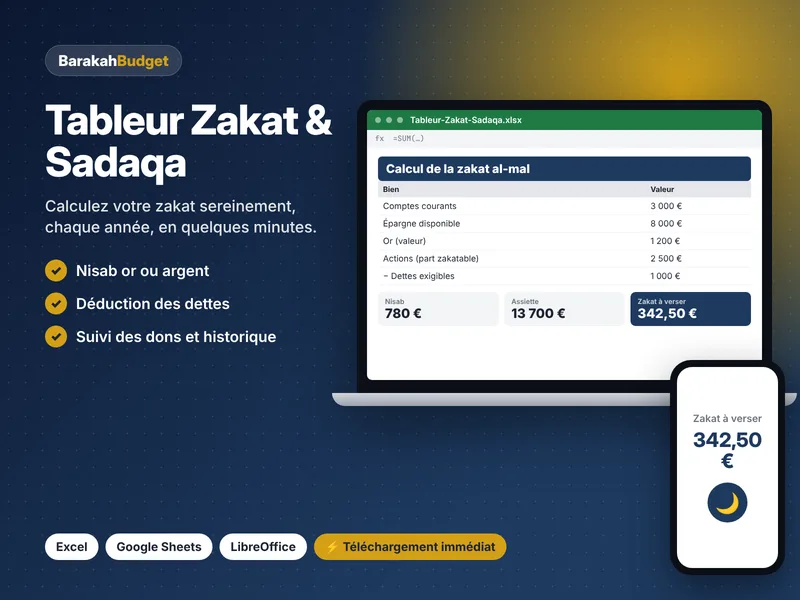 BarakahBudget
Tableur Zakat &
Sadaqa
Calculez votre zakat sereinement,
chaque année, en quelques minutes.
Nisab or ou argent
Déduction des dettes
Suivi des dons et historique
Tableur-Zakat-Sadaqa.xlsx
fx =SUM(…)
Calcul de la zakat al-mal
Bien Valeur
Comptes courants 3 000 €
Épargne disponible 8 000 €
Or (valeur) 1 200 €
Actions (part zakatable) 2 500 €
− Dettes exigibles 1 000 €
Nisab Assiette Zakat à verser
780 € 13 700 € 342,50 €
Zakat à verser
342,50
€
Excel Google Sheets LibreOffice ⚡ Téléchargement immédiat